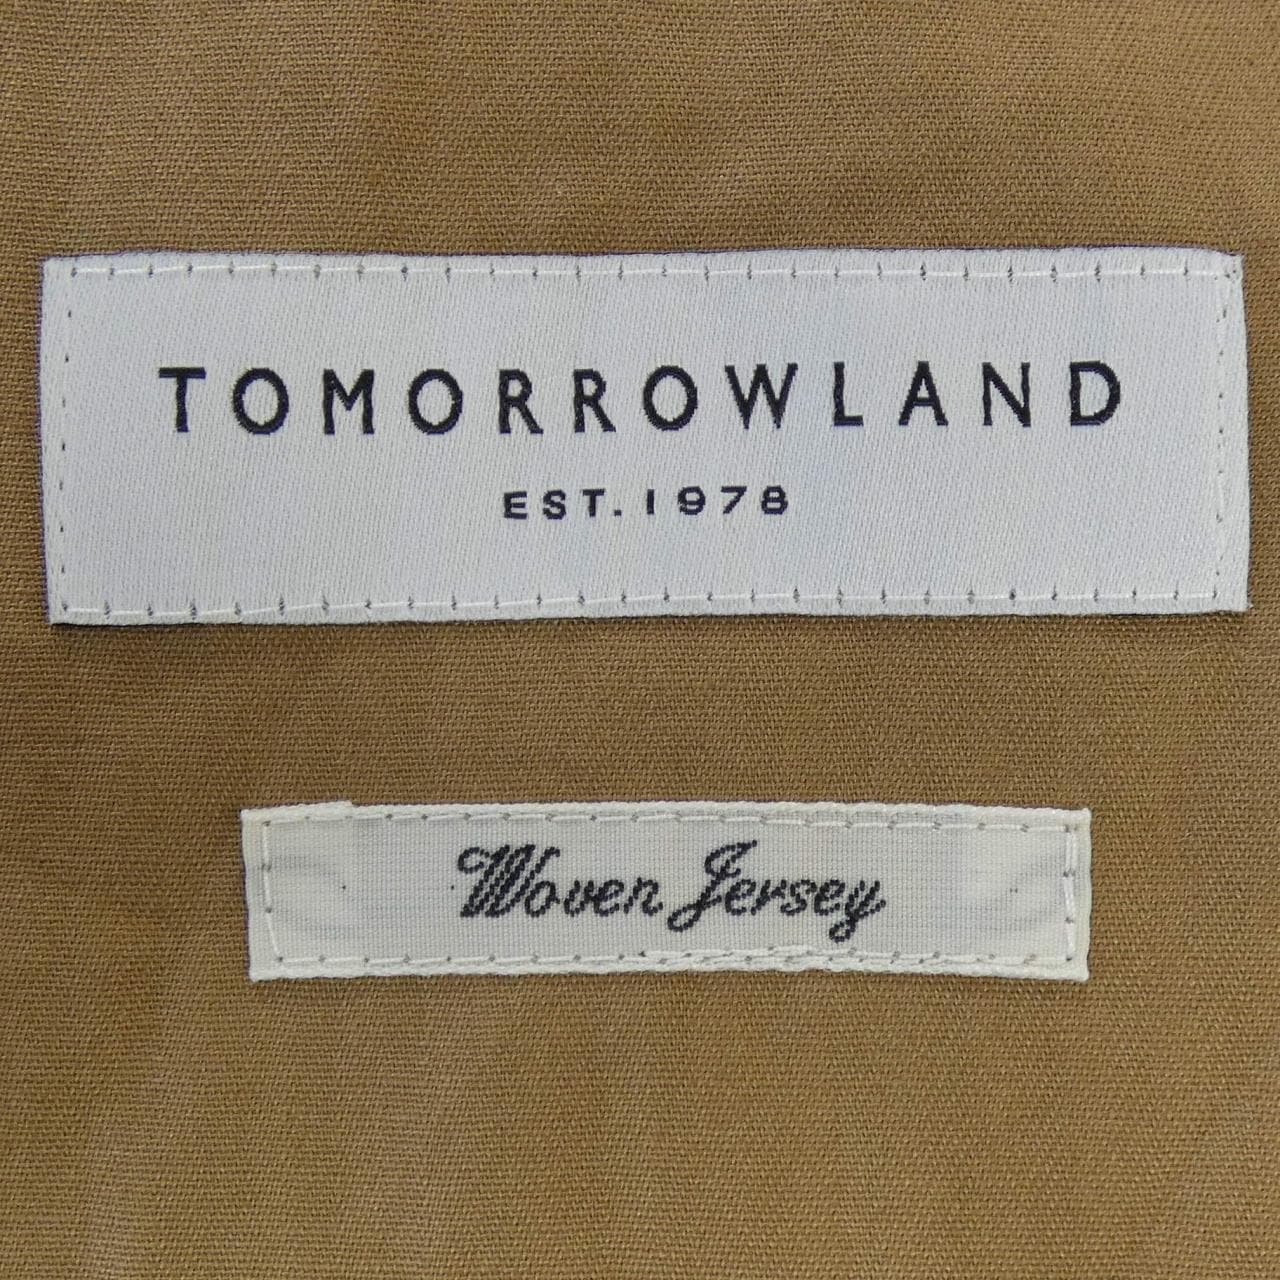 TOMORROWLAND
EST. 1978
Woven Jersey